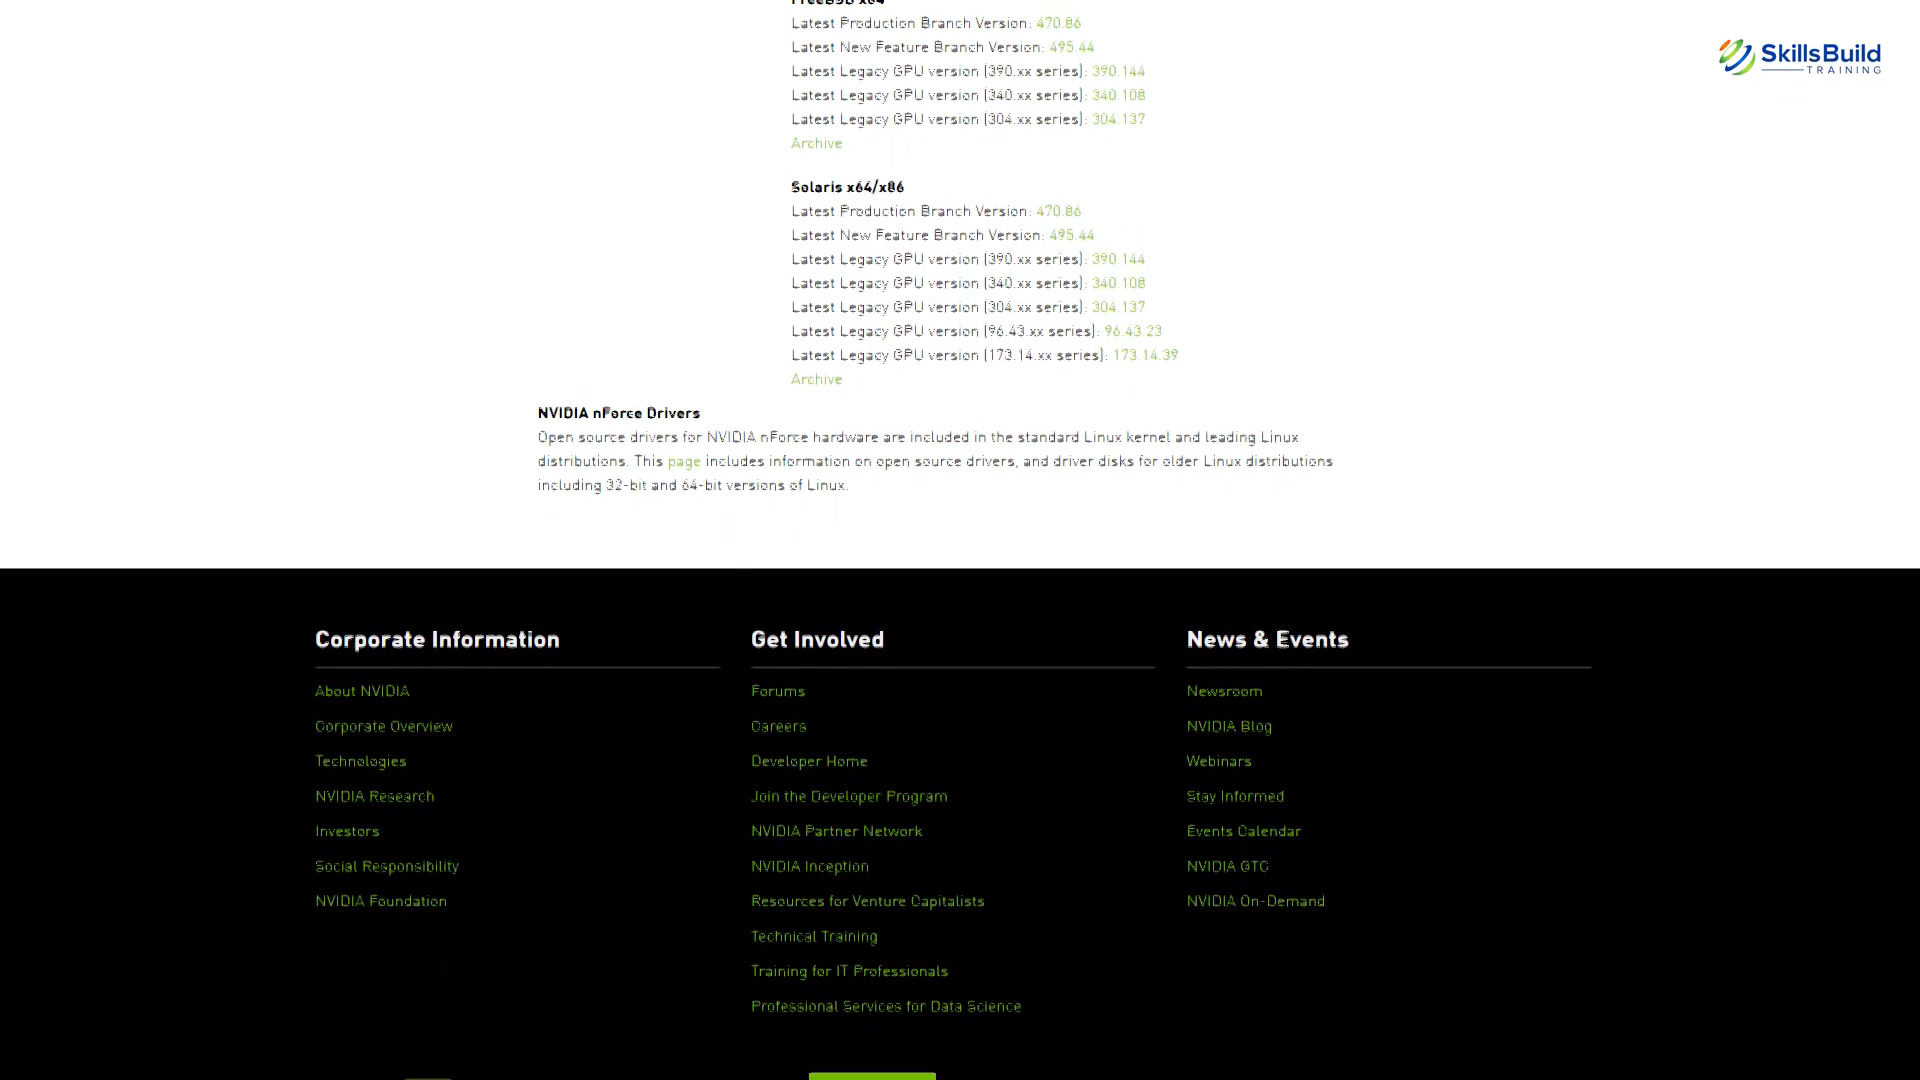 FreeBSD x64
Latest Production Branch Version: 470.86
Latest New Feature Branch Version: 495.44
Latest Legacy GPU version (390.xx series): 390.144
Latest Legacy GPU version (340.xx series): 340.108
Latest Legacy GPU version (304.xx series): 304.137
Archive
SkillsBuild
TRAINING
Solaris x64/x86
Latest Production Branch Version: 470.86
Latest New Feature Branch Version: 495.44
Latest Legacy GPU version (390.xx series): 390.144
Latest Legacy GPU version (340.xx series): 340.108
Latest Legacy GPU version (304.xx series): 304.137
Latest Legacy GPU version (96.43.xx series): 96.43.23
Latest Legacy GPU version (173.14.xx series): 173.14.39
Archive
NVIDIA nForce Drivers
Open source drivers for NVIDIA nForce hardware are included in the standard Linux kernel and leading Linux
distributions. This page includes information on open source drivers, and driver disks for older Linux distributions
including 32-bit and 64-bit versions of Linux.
Corporate Information
About NVIDIA
Corporate Overview
Technologies
NVIDIA Research
Investors
Social Responsibility
NVIDIA Foundation
Get Involved
Forums
Careers
Developer Home
Join the Developer Program
NVIDIA Partner Network
NVIDIA Inception
Resources for Venture Capitalists
Technical Training
Training for IT Professionals
Professional Services for Data Science
News & Events
Newsroom
NVIDIA Blog
Webinars
Stay Informed
Events Calendar
NVIDIA GTC
NVIDIA On-Demand